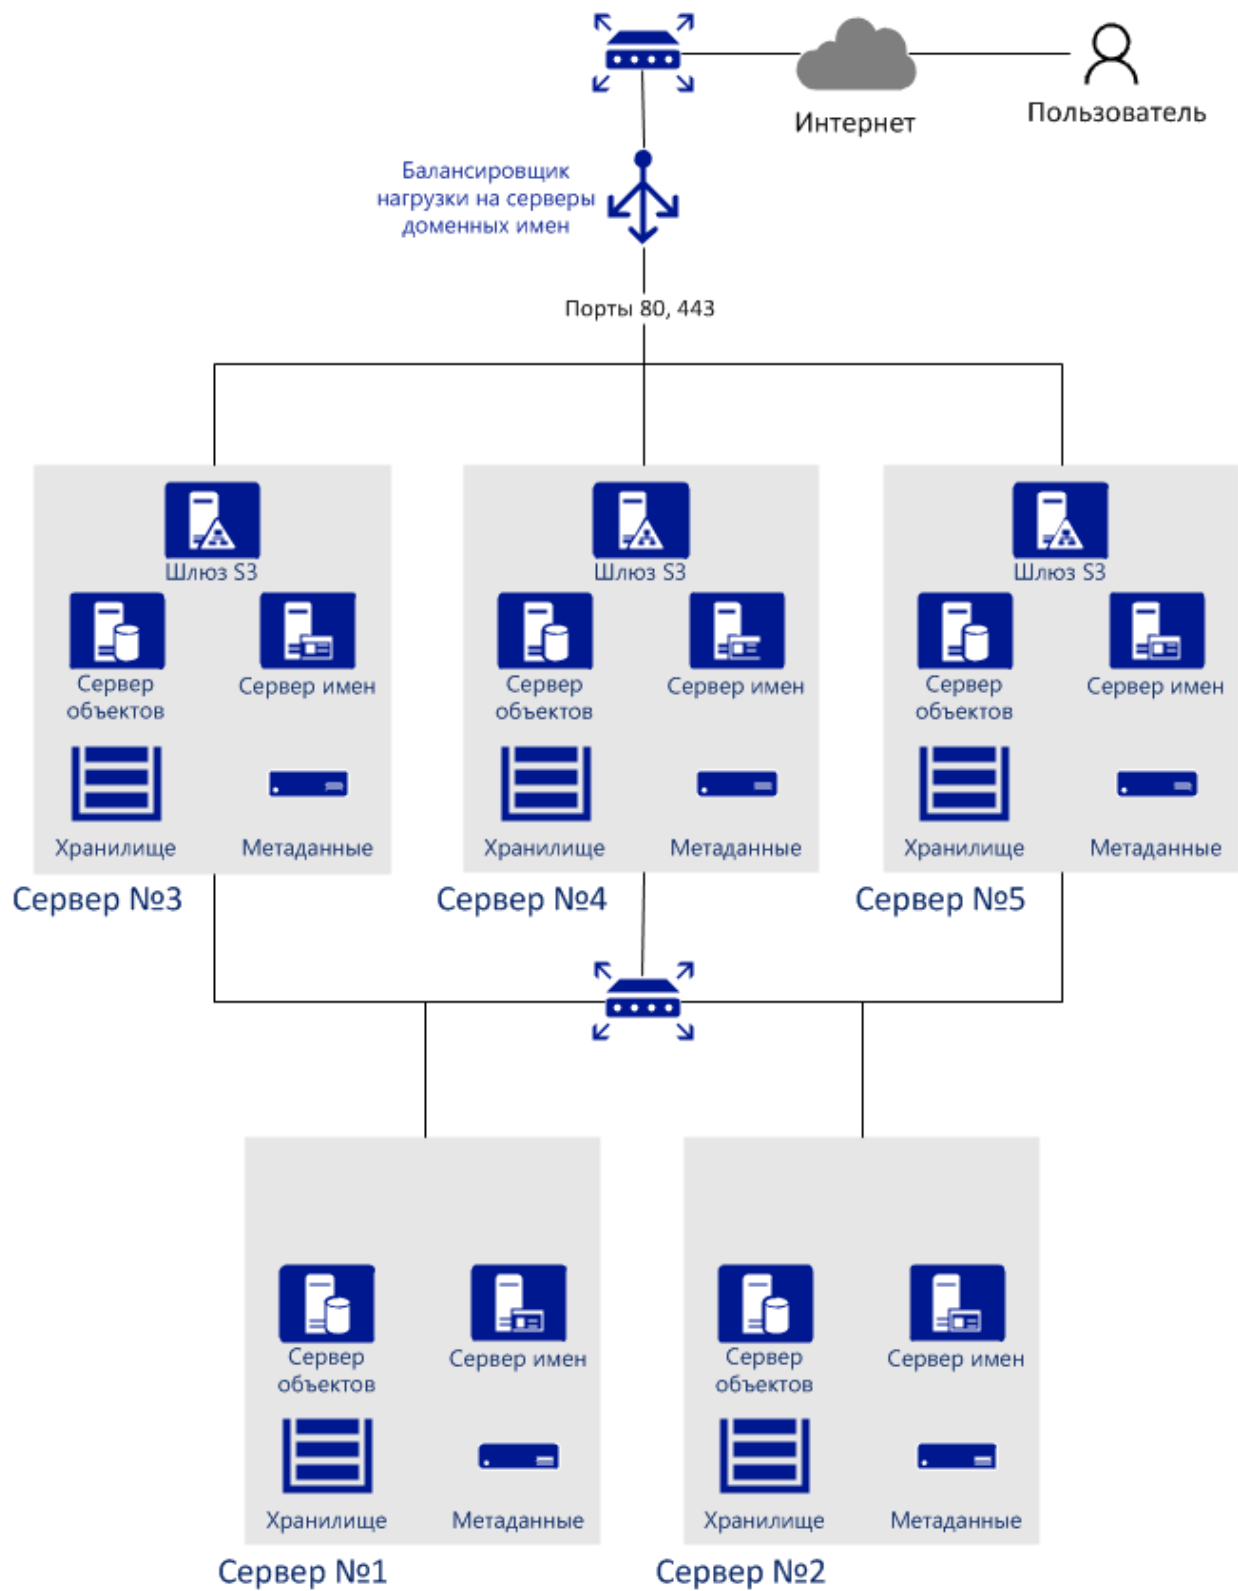 Интернет
Пользователь
Балансировщик
нагрузки на серверы
доменных имен
Порты 80, 443
Шлюз S3
Сервер
объектов
Сервер имен
Хранилище
Метаданные
Сервер №3
Шлюз S3
Сервер
объектов
Сервер имен
Хранилище
Метаданные
Сервер №4
Шлюз S3
Сервер
объектов
Сервер имен
Хранилище
Метаданные
Сервер №5
Сервер
объектов
Сервер имен
Хранилище
Метаданные
Сервер №1
Сервер
объектов
Сервер имен
Хранилище
Метаданные
Сервер №2